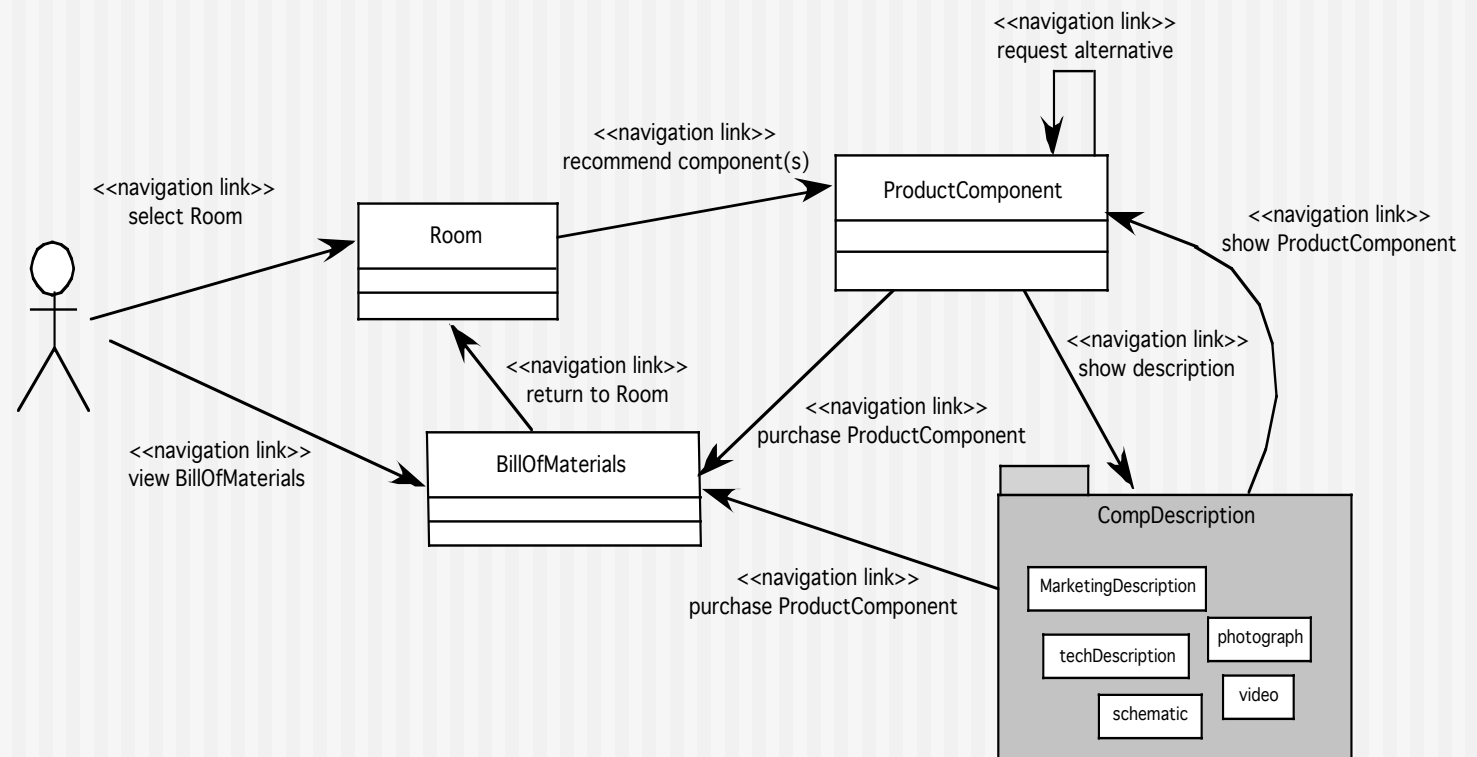 <<navigation link>>
request alternative
<<navigation link>>
recommend component(s)
<<navigation link>>
select Room
ProductComponent
<<navigation link>>
show ProductComponent
Room
<<navigation link>>
show description
<<navigation link>>
return to Room
<<navigation link>>
purchase ProductComponent
<<navigation link>>
view BillOfMaterials
BillOfMaterials
CompDescription
<<navigation link>>
purchase ProductComponent
MarketingDescription
photograph
techDescription
video
schematic